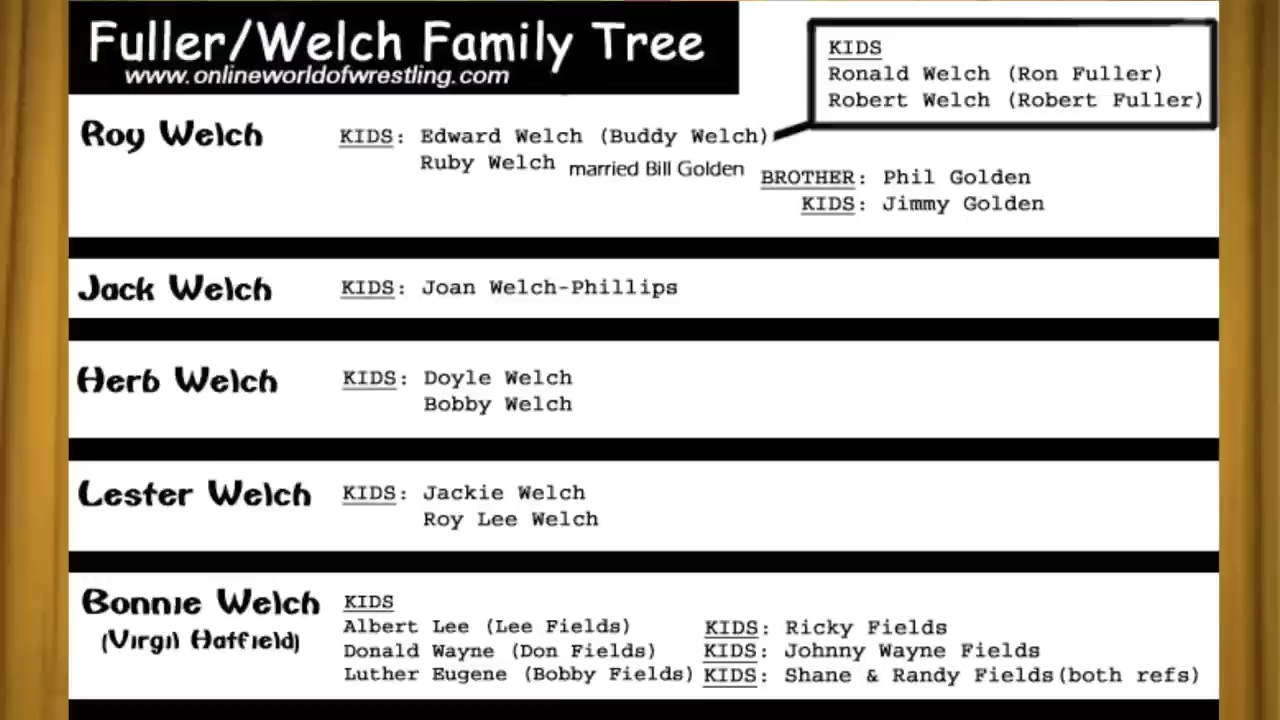 Fuller/Welch Family Tree
www.onlineworldofwrestling.com
KIDS
Ronald Welch (Ron Fuller)
Robert Welch (Robert Fuller)
Roy Welch KIDS: Edward Welch (Buddy Welch)
Ruby Welch married Bill Golden BROTHER: Phil Golden
KIDS: Jimmy Golden
Jack Welch KIDS: Joan Welch-Phillips
Herb Welch KIDS: Doyle Welch
Bobby Welch
Lester Welch KIDS: Jackie Welch
Roy Lee Welch
Bonnie Welch KIDS
(Virgil Hatfield)
Albert Lee (Lee Fields) KIDS: Ricky Fields
Donald Wayne (Don Fields) KIDS: Johnny Wayne Fields
Luther Eugene (Bobby Fields) KIDS: Shane & Randy Fields(both refs)